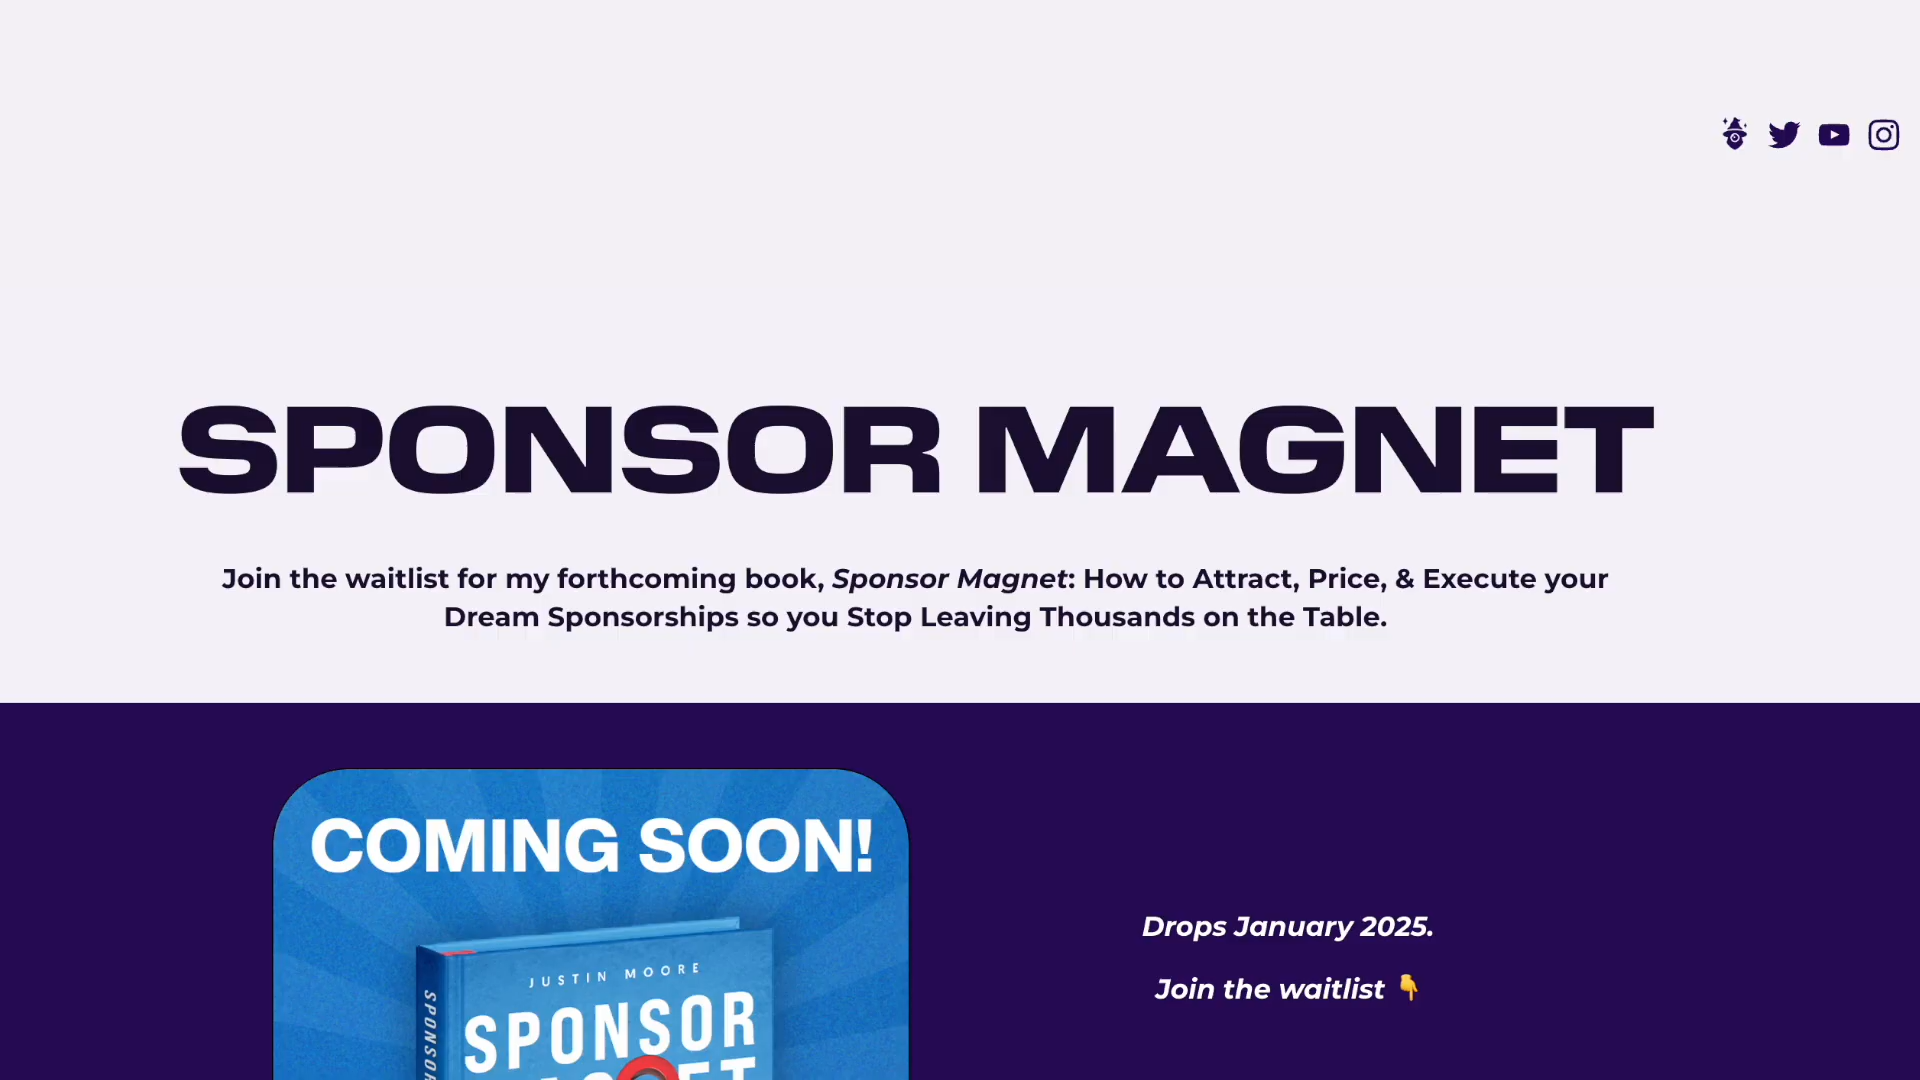 SPONSOR MAGNET
Join the waitlist for my forthcoming book, Sponsor Magnet: How to Attract, Price, & Execute your
Dream Sponsorships so you Stop Leaving Thousands on the Table.
COMING SOON!
JUSTIN MOORE
SPONSOR
SPONSOR
Drops January 2025.
Join the waitlist 👇